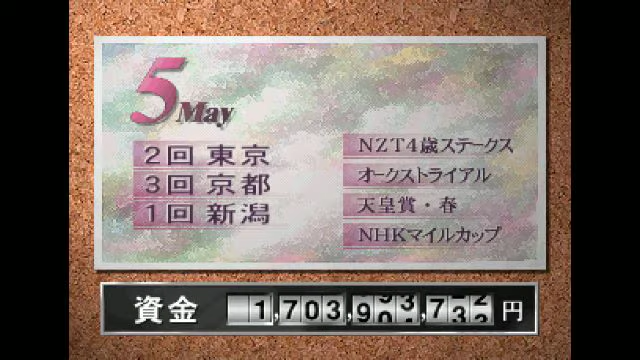 5 May
2回 東京
3回 京都
1回 新潟
NZT4歳ステークス
オークストライアル
天皇賞・春
NHKマイルカップ
資金 1,703, 円